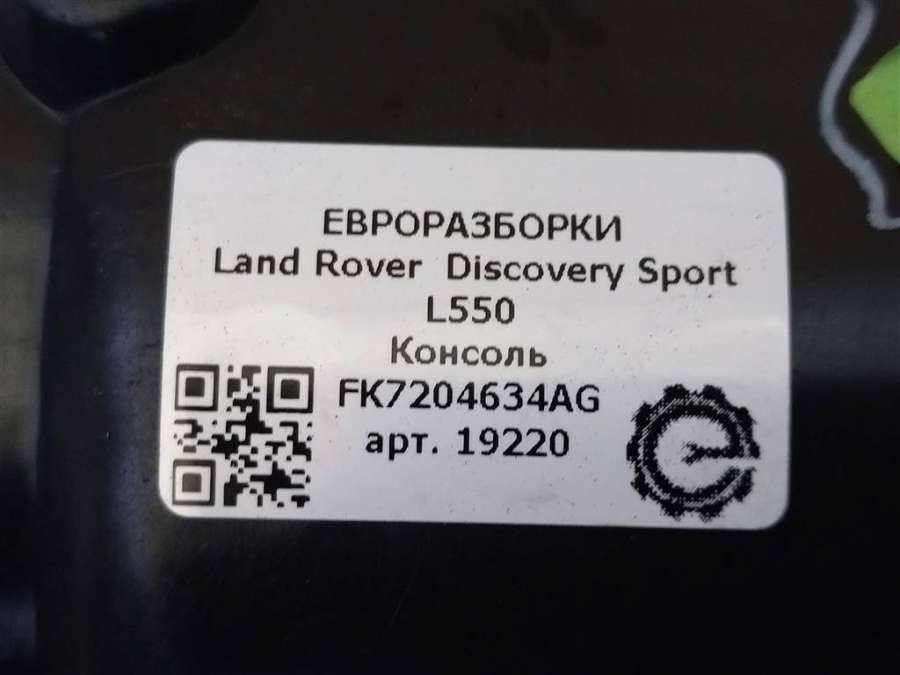 ЕВРОРАЗБОРКИ
Land Rover Discovery Sport
L550
Консоль
FK7204634AG
арт. 19220